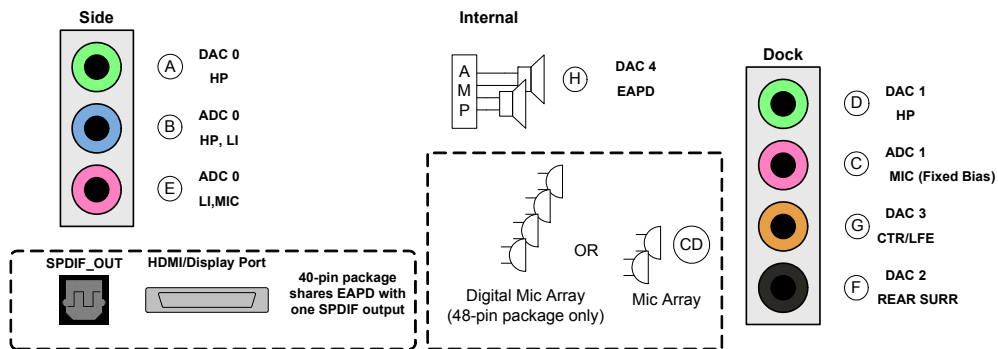 Side
A
DAC 0
HP
B
ADC 0
HP, LI
E
ADC 0
LI,MIC
Internal
A
M
P
H
DAC 4
EAPD
Dock
D
DAC 1
HP
C
ADC 1
MIC (Fixed Bias)
G
DAC 3
CTR/LFE
F
DAC 2
REAR SURR
SPDIF_OUT
HDMI/Display Port
40-pin package
shares EAPD with
one SPDIF output
OR
CD
Digital Mic Array
(48-pin package only)
Mic Array